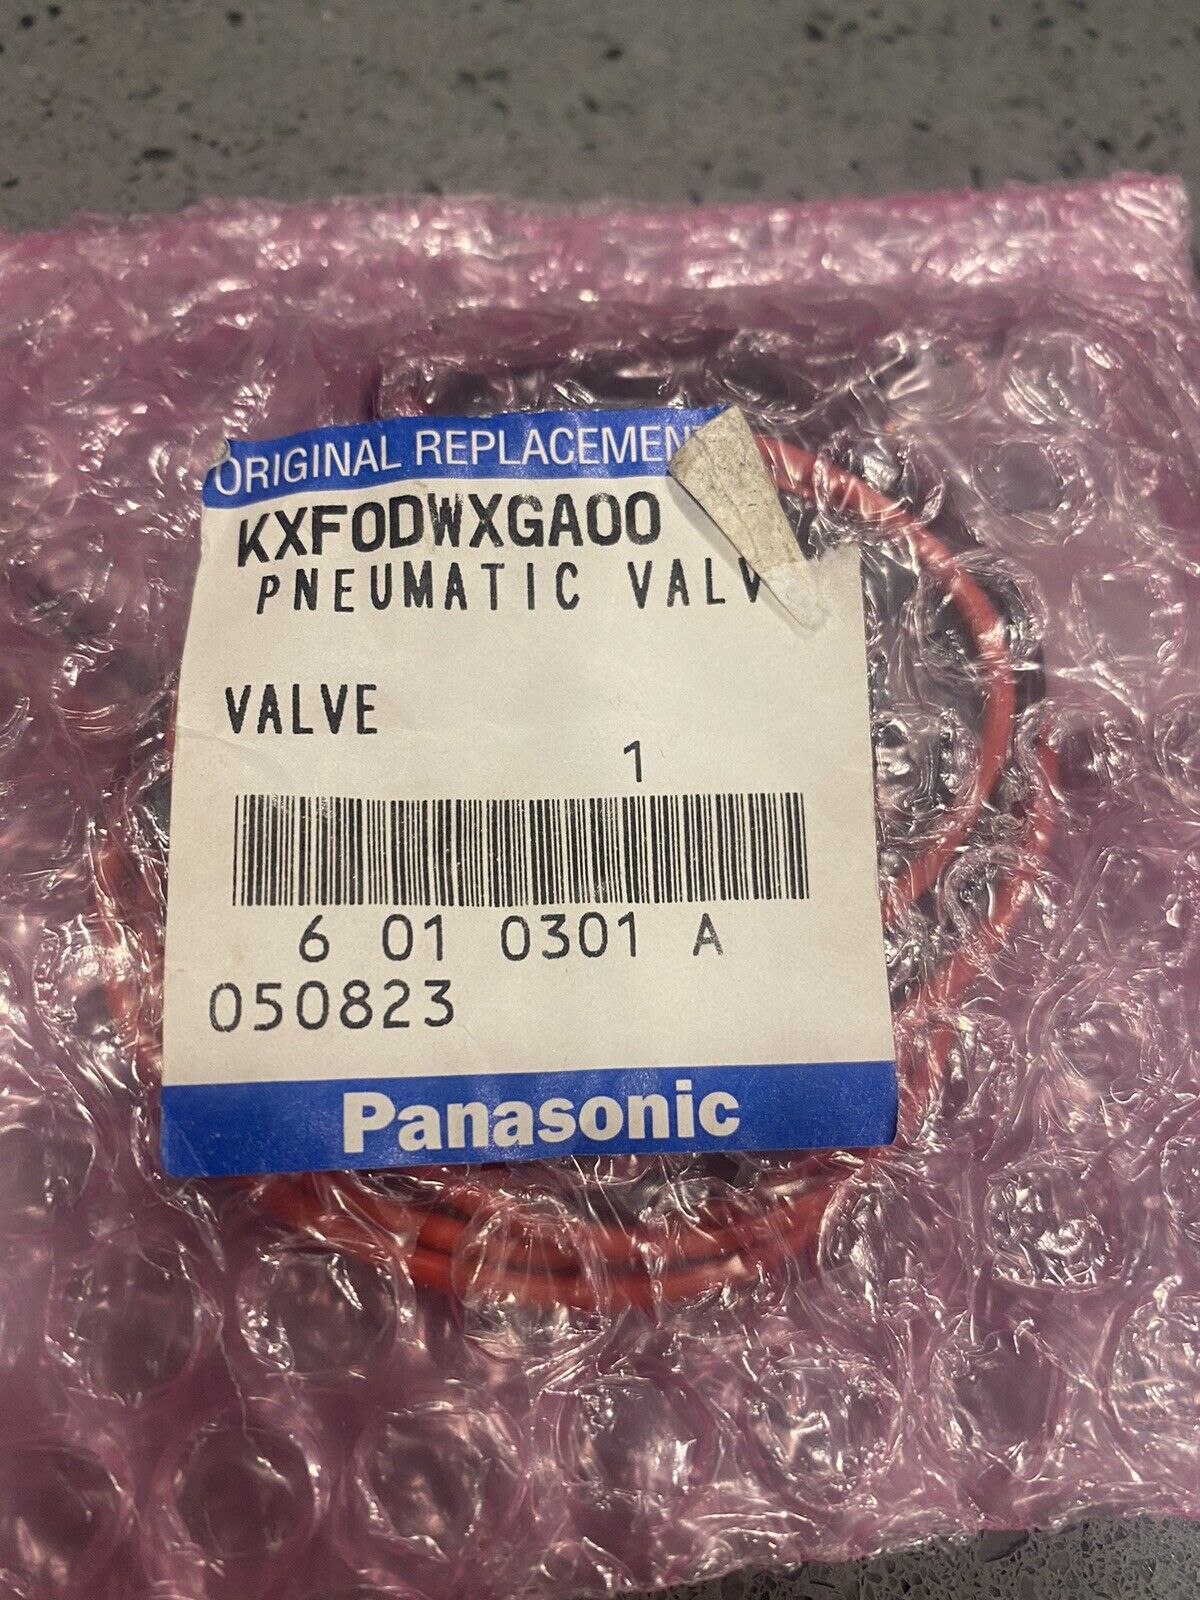 ORIGINAL REPLACEMENT
KXF0DWXGA00
PNEUMATIC VALV
VALVE
1
6 01 0301 A
050823
Panasonic